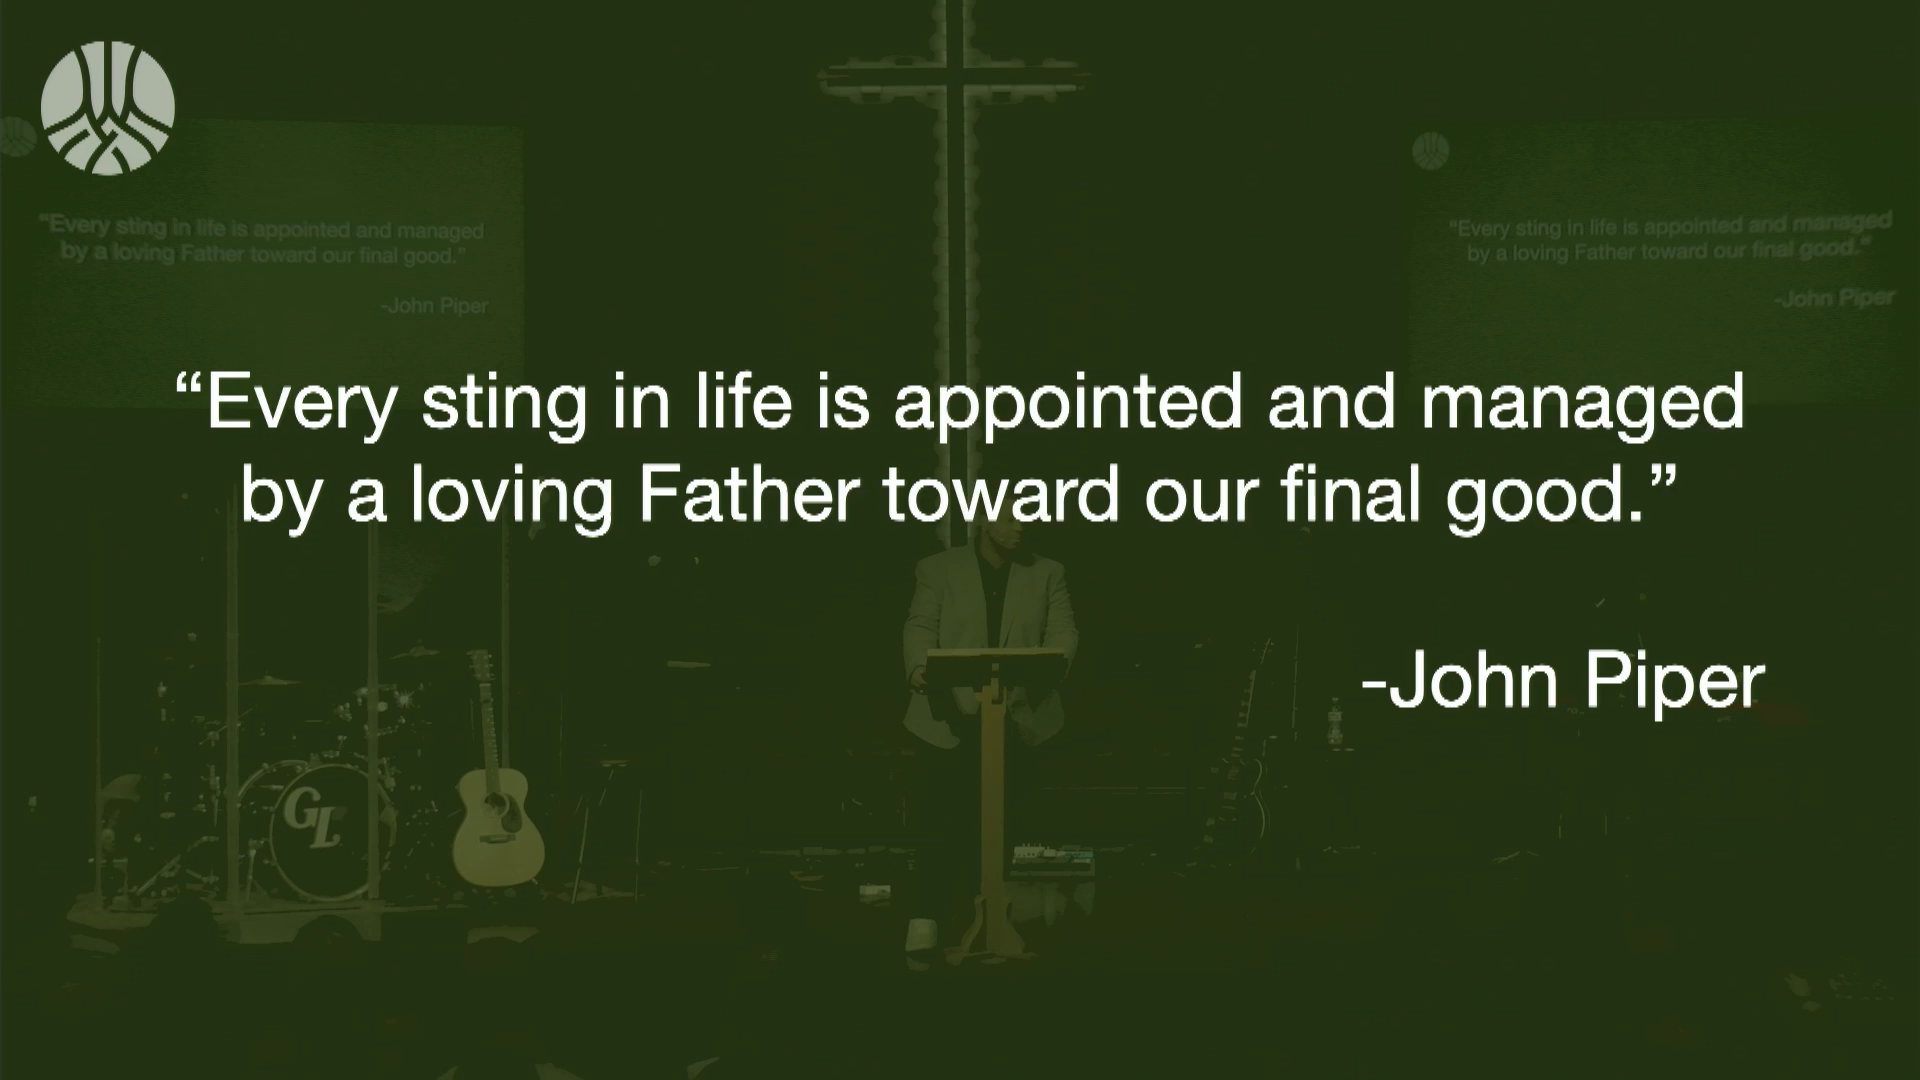 “Every sting in life is appointed and managed
by a loving Father toward our final good.”
-John Piper
“Every sting in life is appointed and managed
by a loving Father toward our final good.”
-John Piper
“Every sting in life is appointed and managed
by a loving Father toward our final good.”
-John Piper
GL